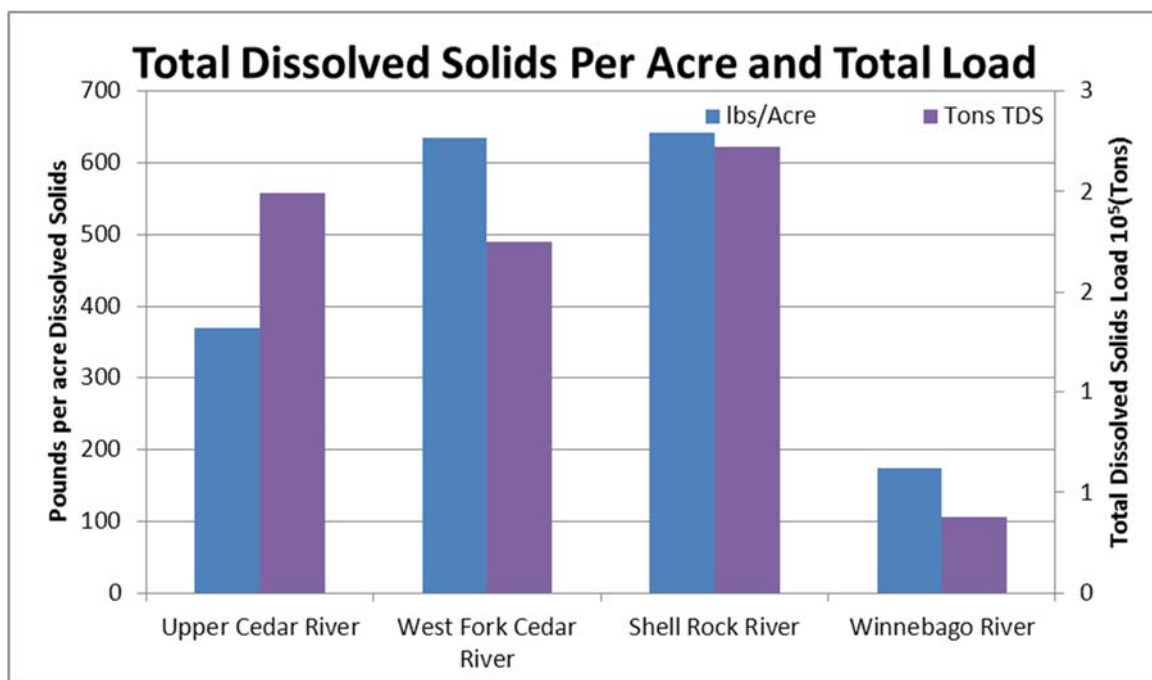 Total Dissolved Solids Per Acre and Total Load
lbs/Acre
Tons TDS
Pounds per acre Dissolved Solids
700
600
500
400
300
200
100
0
3
2
2
1
1
0
Total Dissolved Solids Load 10⁵(Tons)
Upper Cedar River
West Fork Cedar
River
Shell Rock River
Winnebago River